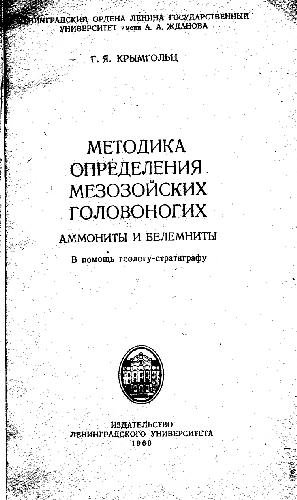 ЛЕНИНГРАДСКИЙ ОРДЕНА ЛЕНИНА ГОСУДАРСТВЕННЫЙ
УНИВЕРСИТЕТ имени А. А. ЖДАНОВА
Г. Я. КРЫМГОЛЬЦ
МЕТОДИКА
ОПРЕДЕЛЕНИЯ
МЕЗОЗОЙСКИХ
ГОЛОВОНОГИХ
АММОНИТЫ И БЕЛЕМНИТЫ
В помощь геологу-стратиграфу
ИЗДАТЕЛЬСТВО
ЛЕНИНГРАДСКОГО УНИВЕРСИТЕТА
1960